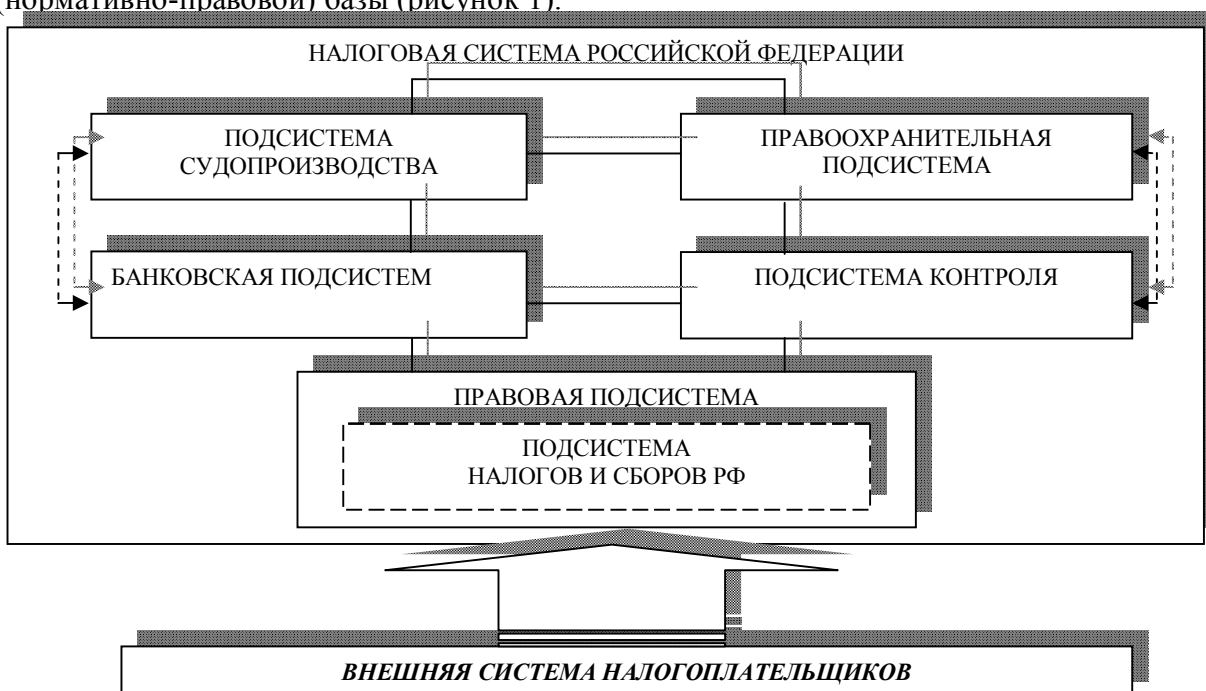 (нормативно-правовой) базы (рисунок 1).
НАЛОГОВАЯ СИСТЕМА РОССИЙСКОЙ ФЕДЕРАЦИИ
ПОДСИСТЕМА
СУДОПРОИЗВОДСТВА
ПРАВООХРАНИТЕЛЬНАЯ
ПОДСИСТЕМА
БАНКОВСКАЯ ПОДСИСТЕМ
ПОДСИСТЕМА КОНТРОЛЯ
ПРАВОВАЯ ПОДСИСТЕМА
ПОДСИСТЕМА
НАЛОГОВ И СБОРОВ РФ
ВНЕШНЯЯ СИСТЕМА НАЛОГОПЛАТЕЛЬЩИКОВ